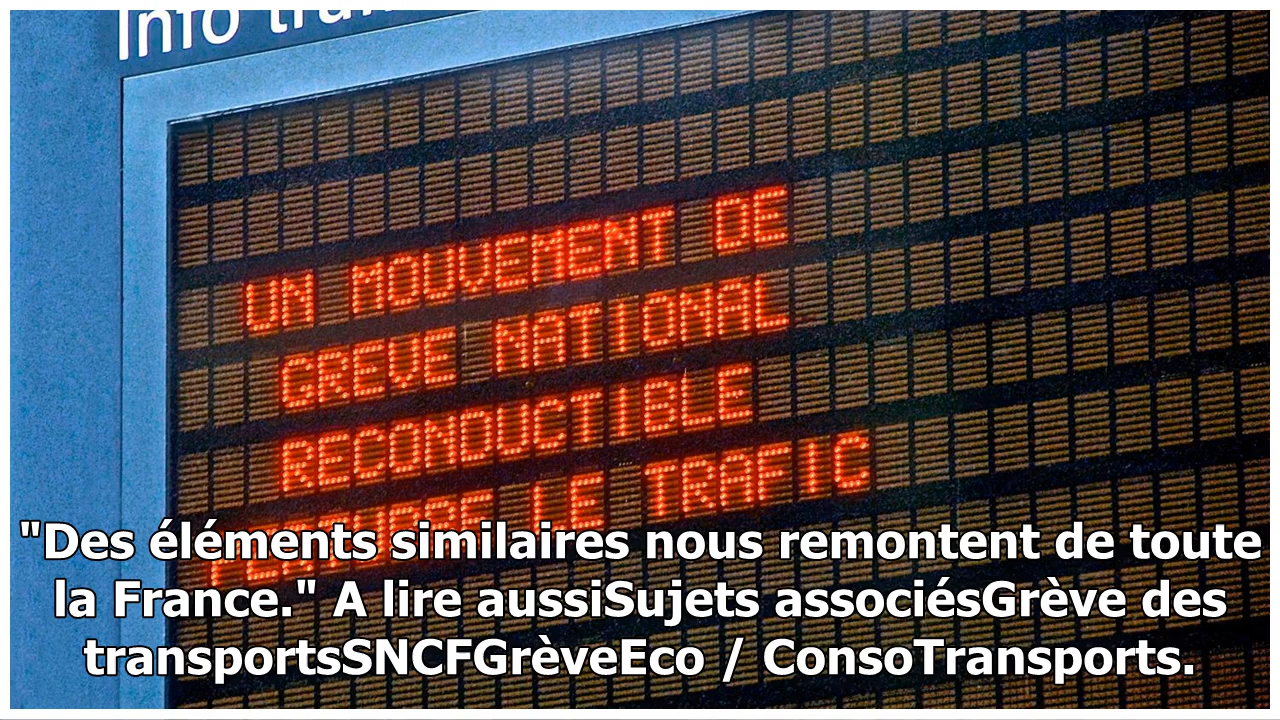 Info
UN MOUVEMENT DE
GREVE NATIONAL
RECONDUCTIBLE
PERTURBE LE TRAFIC
"Des éléments similaires nous remontent de toute
la France." A lire aussiSujets associésGrève des
transportsSNCFGrèveEco / ConsoTransports.